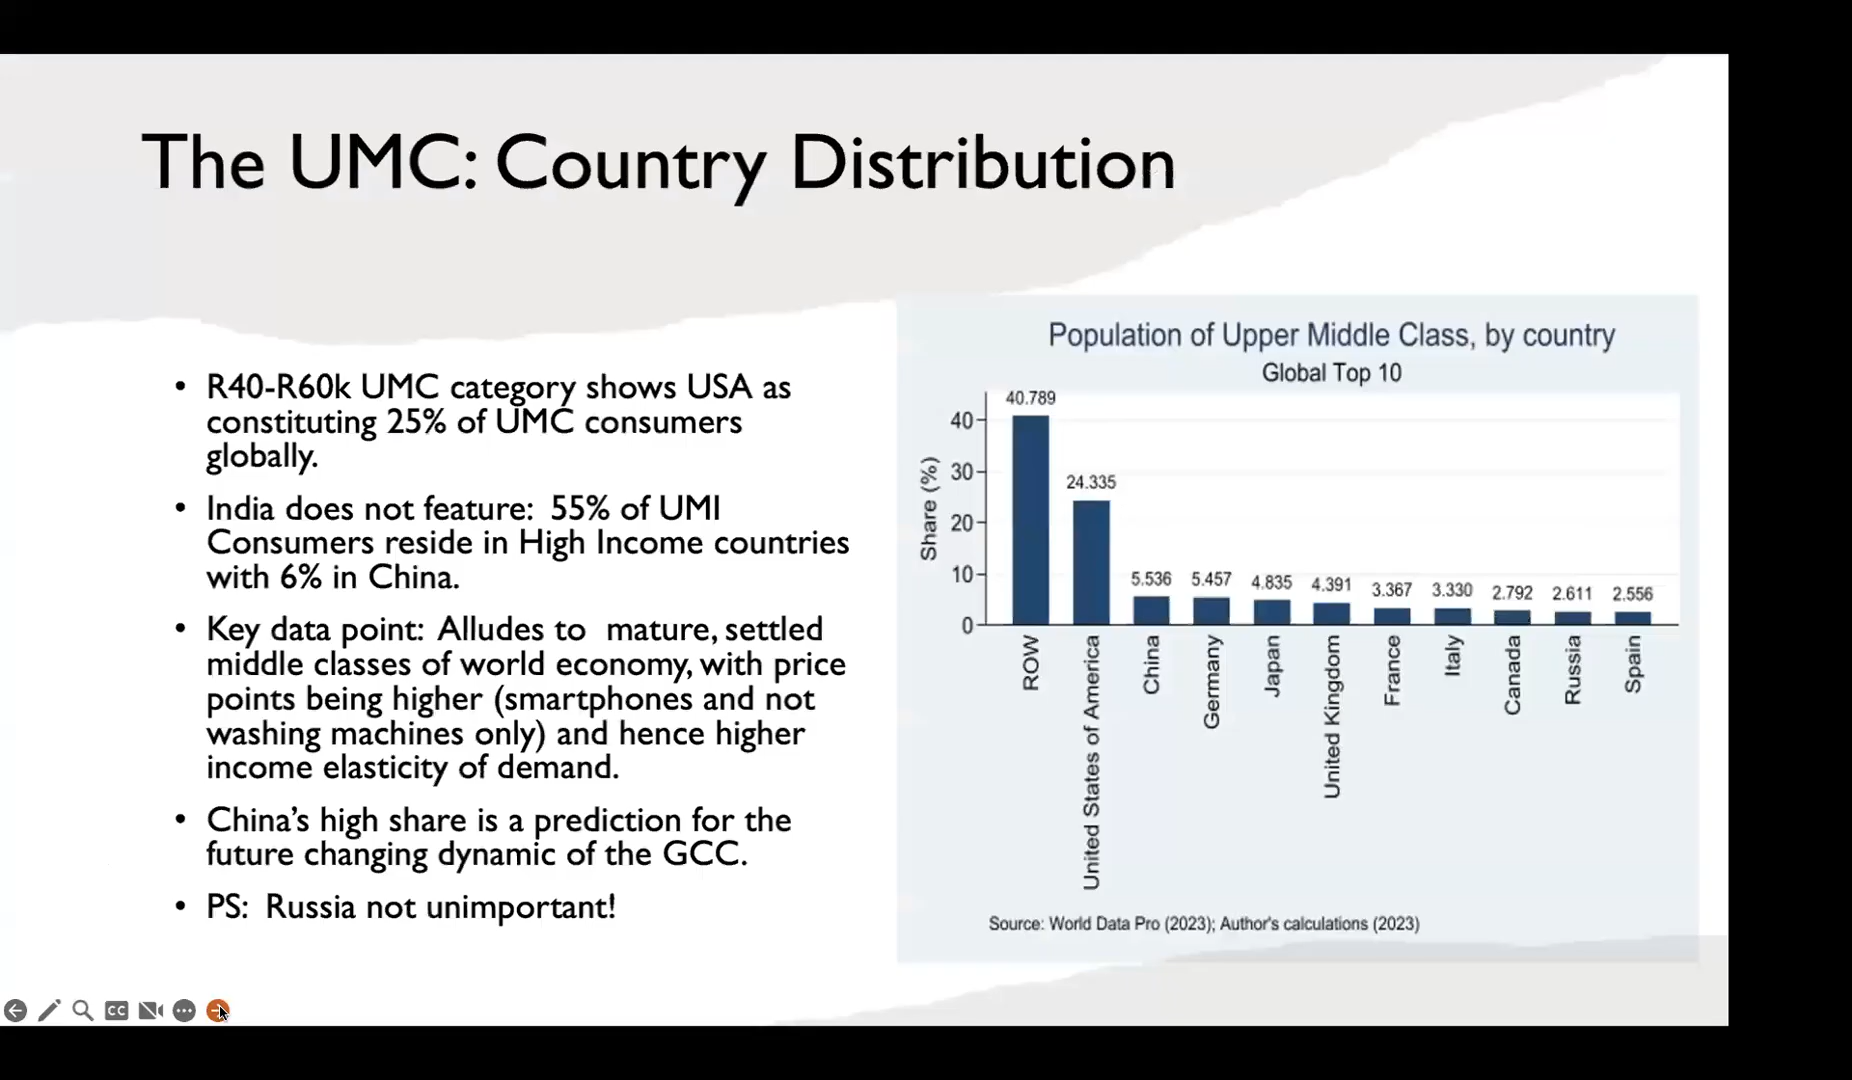 The UMC: Country Distribution
• R40-R60k UMC category shows USA as
constituting 25% of UMC consumers
globally.
• India does not feature: 55% of UMI
Consumers reside in High Income countries
with 6% in China.
• Key data point: Alludes to mature, settled
middle classes of world economy, with price
points being higher (smartphones and not
washing machines only) and hence higher
income elasticity of demand.
• China’s high share is a prediction for the
future changing dynamic of the GCC.
• PS: Russia not unimportant!
Population of Upper Middle Class, by country
Global Top 10
Share (%)
40
30
20
10
0
40.789
24.335
5.536
5.457
4.835
4.391
3.367
3.330
2.792
2.611
2.556
ROW
United States of America
China
Germany
Japan
United Kingdom
France
Italy
Canada
Russia
Spain
Source: World Data Pro (2023); Author's calculations (2023)
CC